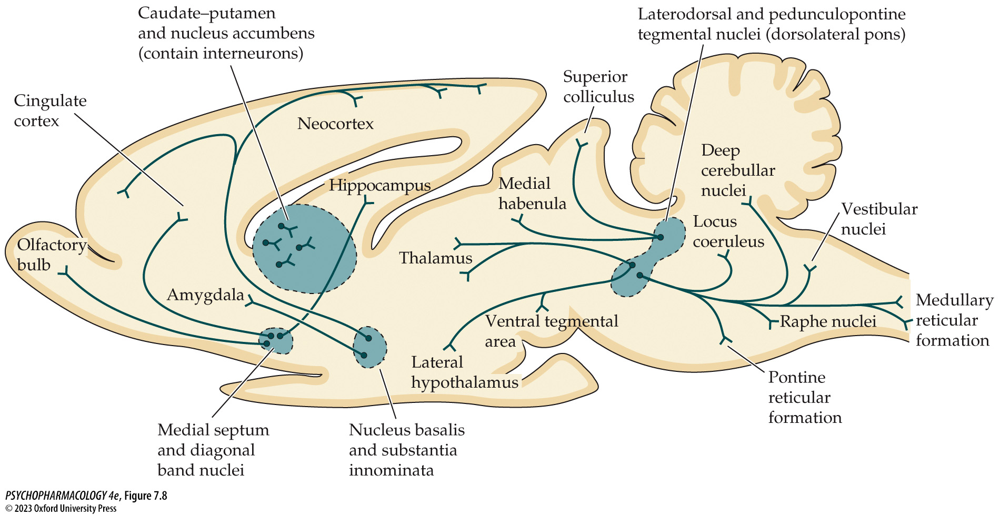 Caudate–putamen
and nucleus accumbens
(contain interneurons)
Laterodorsal and pedunculopontine
tegmental nuclei (dorsolateral pons)
Superior
colliculus
Cingulate
cortex
Neocortex
Deep
cerebullar
nuclei
Hippocampus
Medial
habenula
Vestibular
nuclei
Locus
coeruleus
Olfactory
bulb
Thalamus
Amygdala
Medullary
reticular
formation
Ventral tegmental
area
Raphe nuclei
Lateral
hypothalamus
Pontine
reticular
formation
Medial septum
and diagonal
band nuclei
Nucleus basalis
and substantia
innominata
PSYCHOPHARMACOLOGY 4e, Figure 7.8
© 2023 Oxford University Press